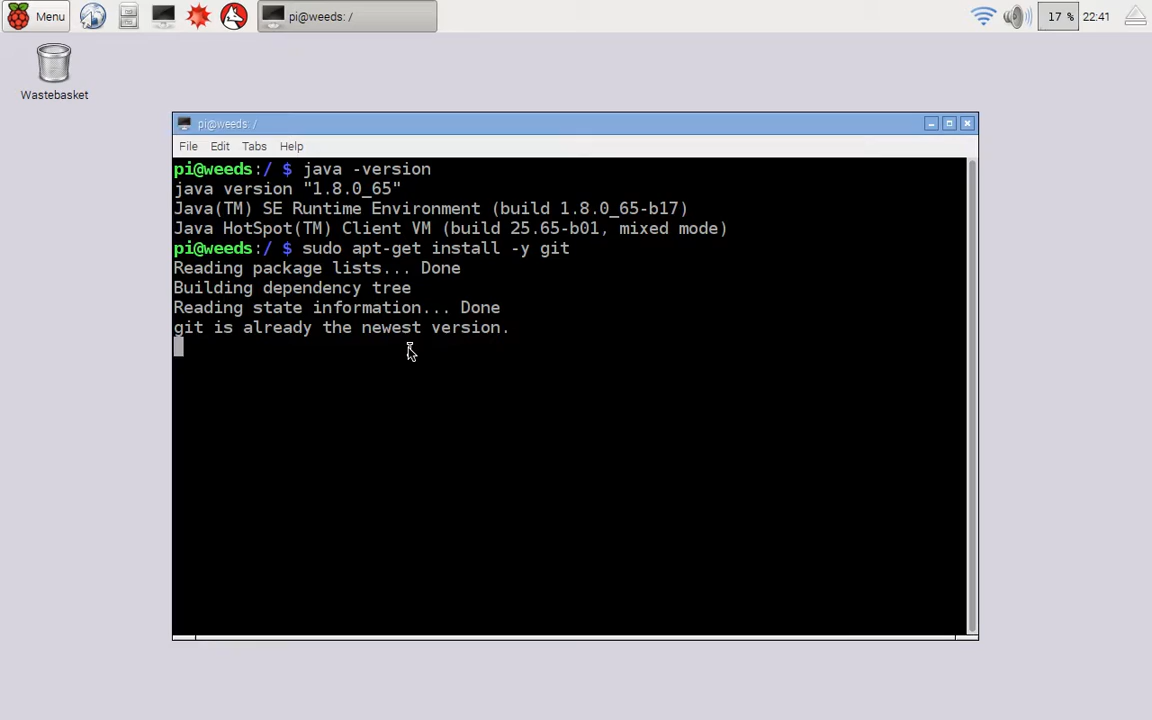 Menu
pi@weeds: /
17 %
22:41
Wastebasket
pi@weeds: /
File Edit Tabs Help
pi@weeds:/ $ java -version
java version "1.8.0_65"
Java(TM) SE Runtime Environment (build 1.8.0_65-b17)
Java HotSpot(TM) Client VM (build 25.65-b01, mixed mode)
pi@weeds:/ $ sudo apt-get install -y git
Reading package lists... Done
Building dependency tree
Reading state information... Done
git is already the newest version.